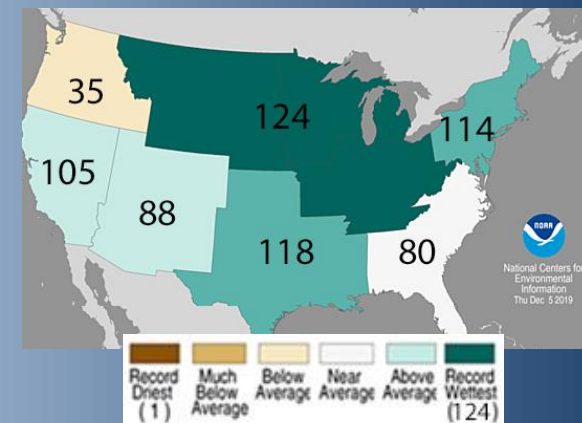 35
124
114
105
88
118
80
NOAA
National Centers for
Environmental
Information
Thu Dec 5 2019
Record
Driest
(1)
Much
Below
Average
Below
Average
Near
Average
Above
Average
Record
Wettest
(124)